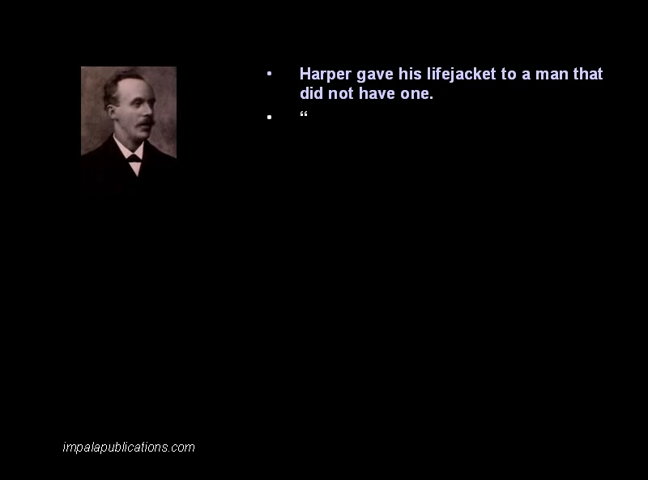 • Harper gave his lifejacket to a man that
did not have one.
• “
impalapublications.com